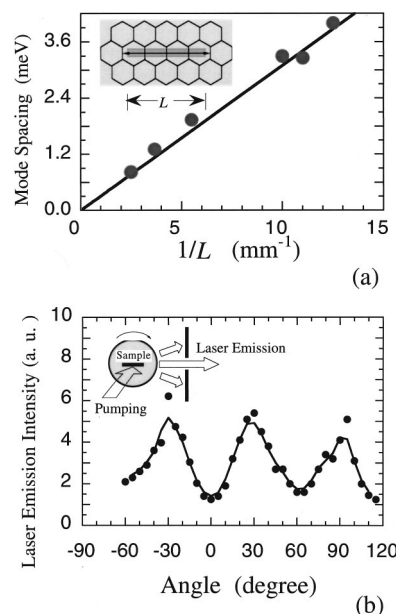 3.6
2.4
1.2
0.0
Mode Spacing (meV)
L
0 5 10 15
1/L (mm⁻¹)
(a)
10
8
6
4
2
0
Laser Emission Intensity (a. u.)
Sample
Laser Emission
Pumping
-90 -60 -30 0 30 60 90 120
Angle (degree)
(b)